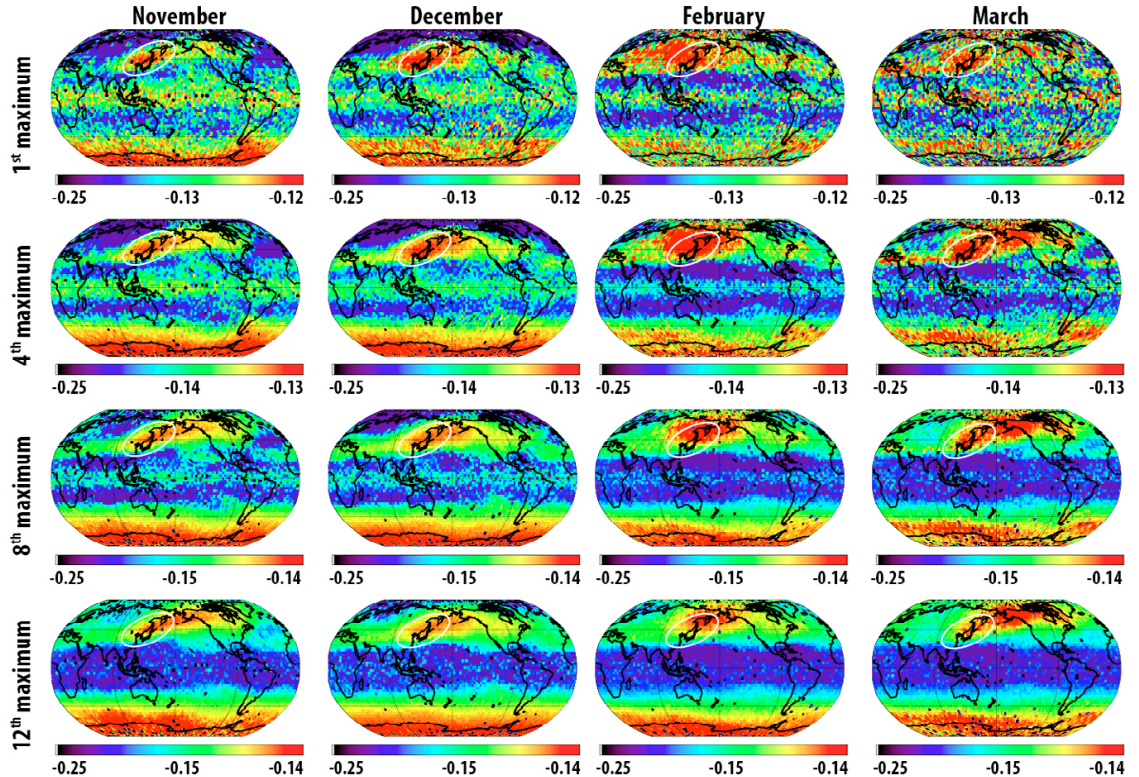 November December February March
1st maximum
-0.25 -0.13 -0.12 -0.25 -0.13 -0.12 -0.25 -0.13 -0.12 -0.25 -0.13 -0.12
4th maximum
-0.25 -0.14 -0.13 -0.25 -0.14 -0.13 -0.25 -0.14 -0.13 -0.25 -0.14 -0.13
8th maximum
-0.25 -0.15 -0.14 -0.25 -0.15 -0.14 -0.25 -0.15 -0.14 -0.25 -0.15 -0.14
12th maximum
-0.25 -0.15 -0.14 -0.25 -0.15 -0.14 -0.25 -0.15 -0.14 -0.25 -0.15 -0.14